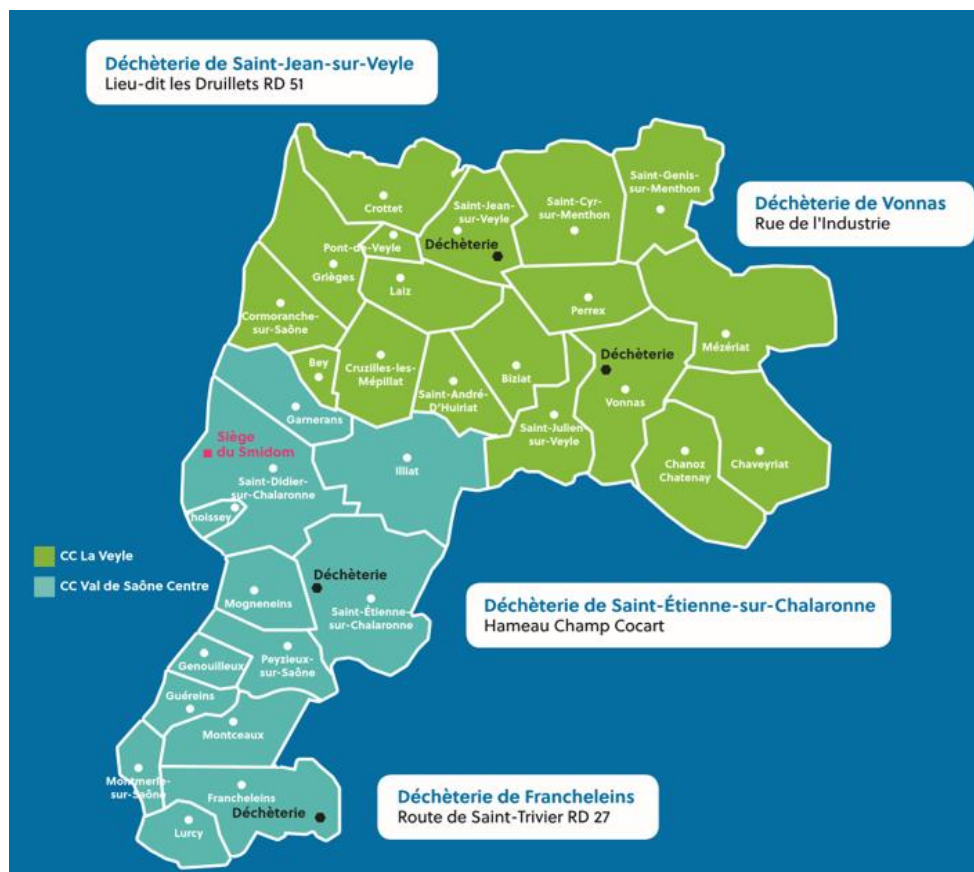 Déchèterie de Saint-Jean-sur-Veyle
Lieu-dit les Druillets RD 51
Déchèterie de Vonnas
Rue de l'Industrie
Saint-Genis-
sur-Menthon
Crottet
Saint-Jean-
sur-Veyle
Saint-Cyr-
sur-Menthon
Pont-de-Veyle
Déchèterie
Grièges
Laiz
Perrex
Cormoranche-
sur-Saône
Mézériat
Bey
Cruzilles-les-
Mépillat
Saint-André-
D'Huiriat
Biziat
Déchèterie
Vonnas
Saint-Julien
sur-Veyle
Chanoz
Chatenay
Chaveyriat
Garnerans
Siège
du Smidom
Saint-Didier-
sur-Chalaronne
Illiat
hoissey
CC La Veyle
CC Val de Saône Centre
Déchèterie
Mogneneins
Saint-Étienne-
sur-Chalaronne
Déchèterie de Saint-Étienne-sur-Chalaronne
Hameau Champ Cocart
Genouilleux
Peyzieux-
sur-Saône
Guéreins
Montceaux
Montmerle-
sur-Saône
Francheleins
Déchèterie
Lurcy
Déchèterie de Francheleins
Route de Saint-Trivier RD 27